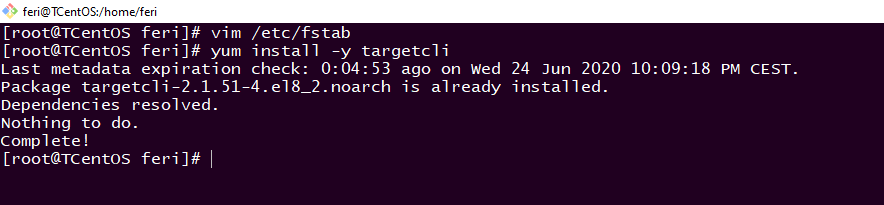 feri@TCentOS:/home/feri
[root@TCentOS feri]# vim /etc/fstab
[root@TCentOS feri]# yum install -y targetcli
Last metadata expiration check: 0:04:53 ago on Wed 24 Jun 2020 10:09:18 PM CEST.
Package targetcli-2.1.51-4.el8_2.noarch is already installed.
Dependencies resolved.
Nothing to do.
Complete!
[root@TCentOS feri]#